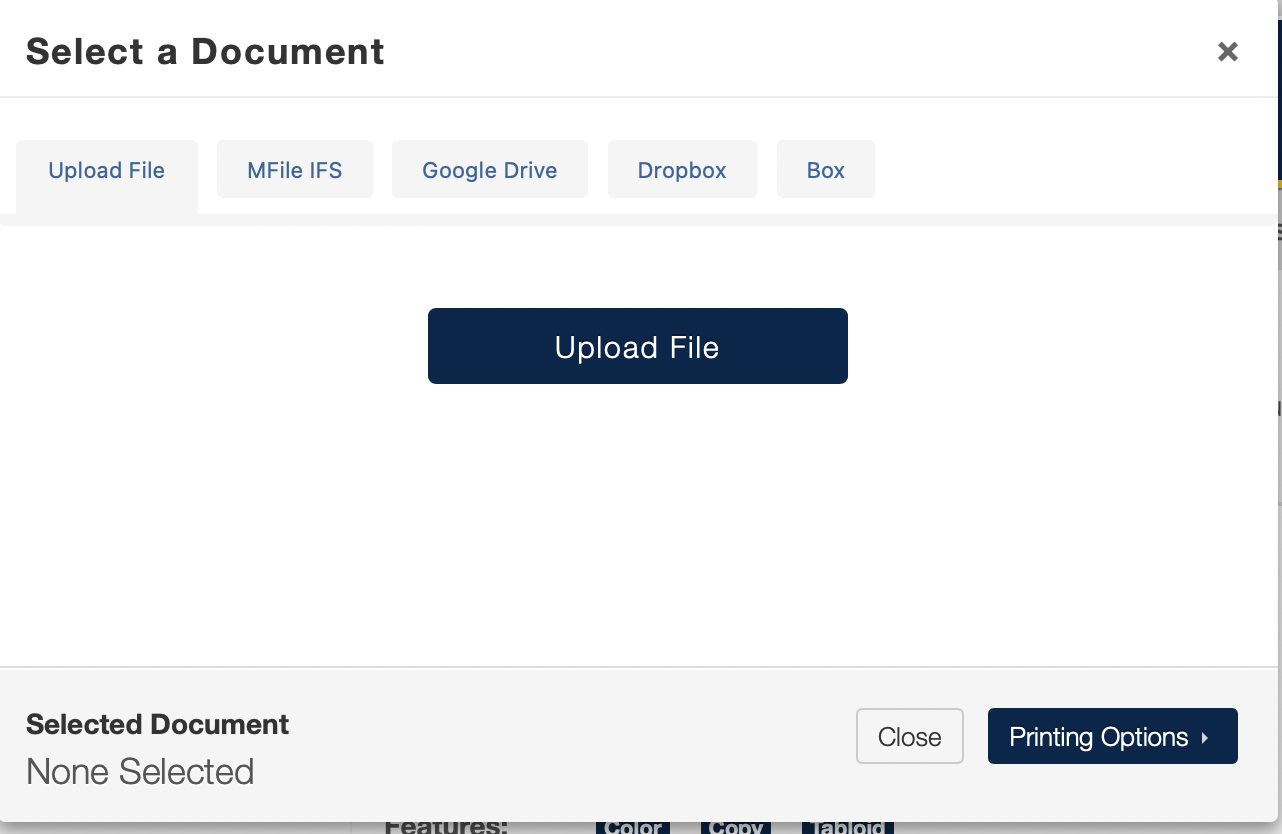 Select a Document ×
Upload File MFile IFS Google Drive Dropbox Box
Upload File
Selected Document
None Selected
Close Printing Options
Features: Color Copy Tabloid